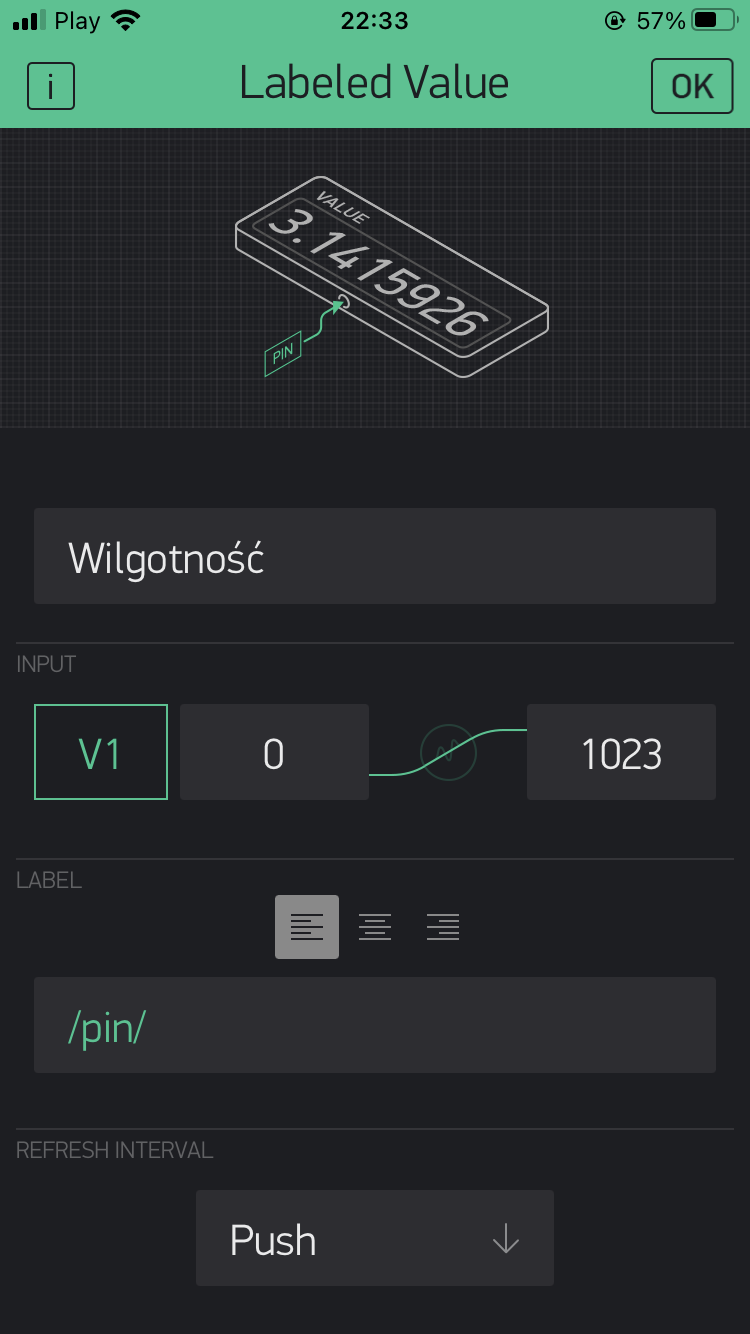 Play 22:33 57%
i Labeled Value OK
VALUE
3.1415926
PIN
Wilgotność
INPUT
V1 0 1023
LABEL
/pin/
REFRESH INTERVAL
Push